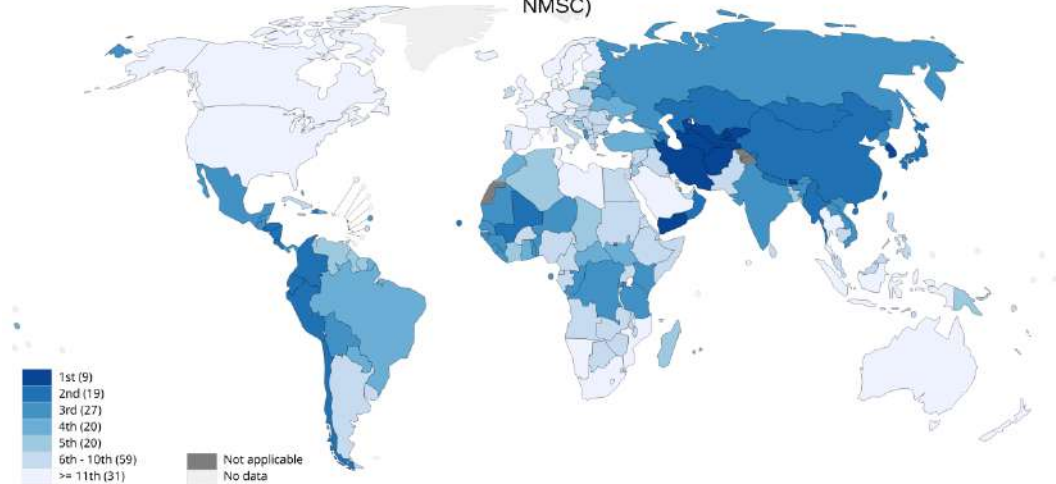 NMSC)
1st (9)
2nd (19)
3rd (27)
4th (20)
5th (20)
6th - 10th (59)
>= 11th (31)
Not applicable
No data